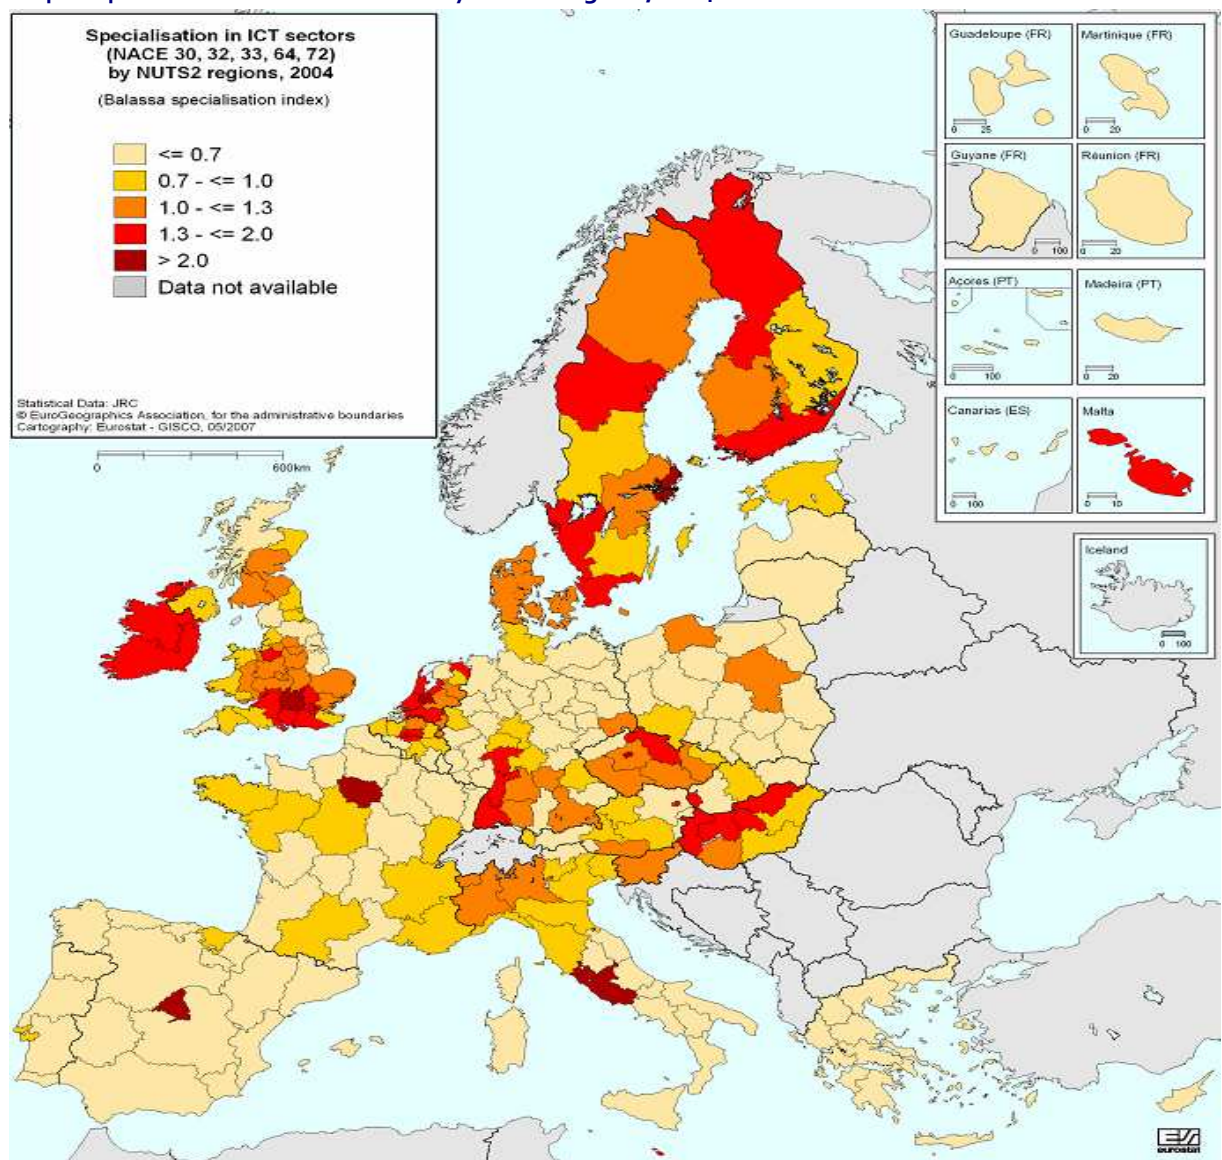 Specialisation in ICT sectors
(NACE 30, 32, 33, 64, 72)
by NUTS2 regions, 2004
(Balassa specialisation index)
<= 0.7
0.7 - <= 1.0
1.0 - <= 1.3
1.3 - <= 2.0
> 2.0
Data not available
Statistical Data: JRC
© EuroGeographics Association, for the administrative boundaries
Cartography: Eurostat - GISCO, 05/2007
0 600km
Guadeloupe (FR)
0 25
Martinique (FR)
0 20
Guyane (FR)
0 100
Réunion (FR)
0 20
Açores (PT)
0 100
Madeira (PT)
0 20
Canarias (ES)
0 100
Malta
0 10
Iceland
0 100
eurostat